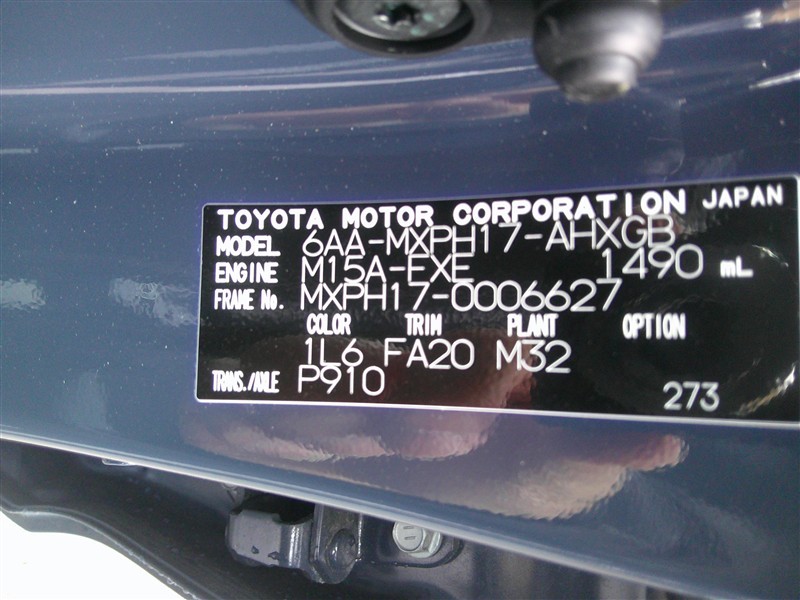 TOYOTA MOTOR CORPORATION JAPAN
MODEL 6AA-MXPH17-AHXGB
ENGINE M15A-FXE 1490 mL
FRAME No. MXPH17-0006627
COLOR TRIM PLANT OPTION
1L6 FA20 M32
TRANS./AXLE P910
273